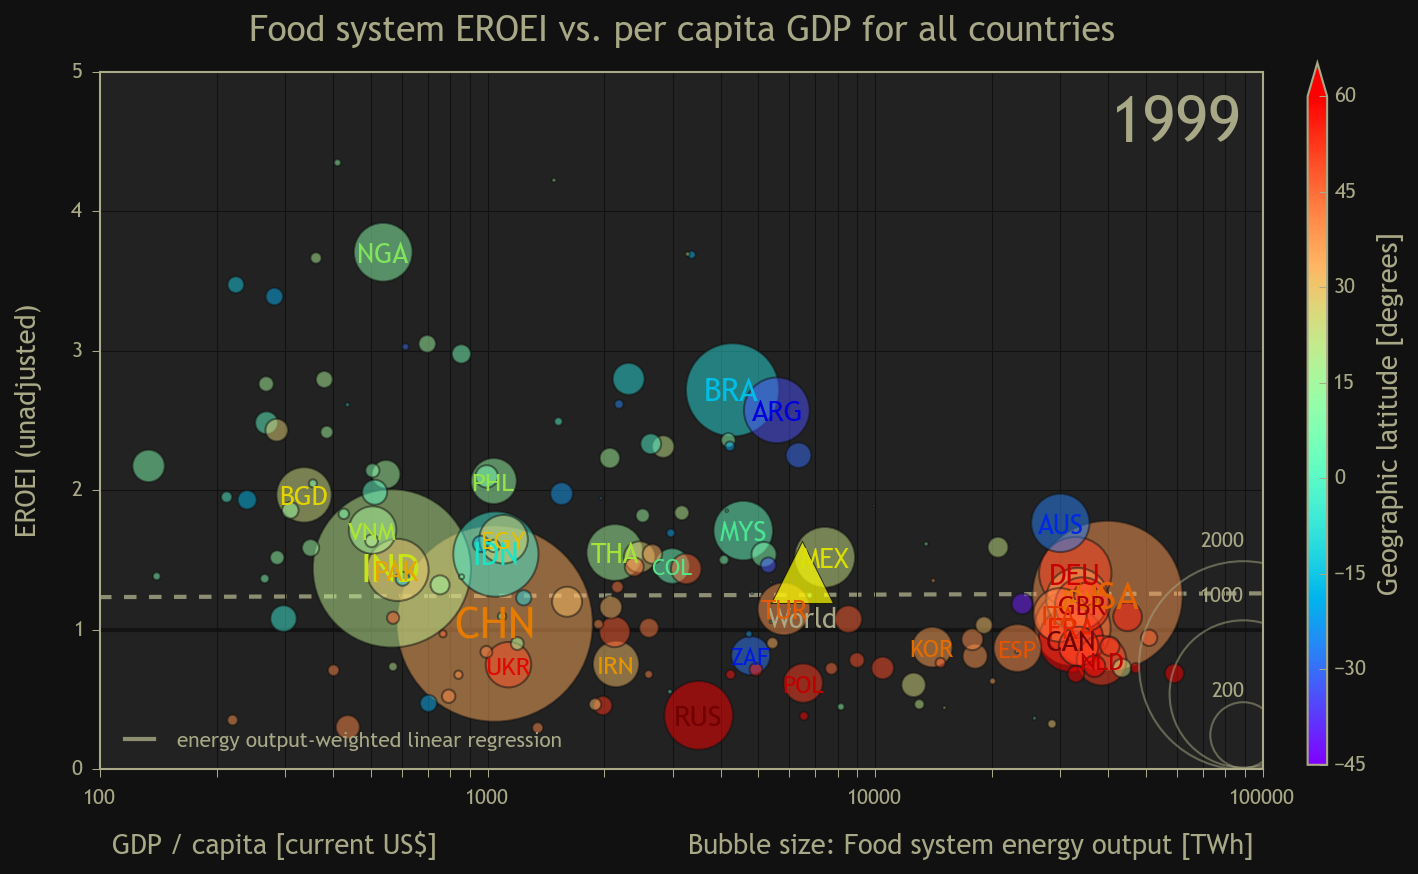 Food system EROEI vs. per capita GDP for all countries
1999
5
4
3
2
1
0
EROEI (unadjusted)
NGA
BRA
ARG
PHL
BGD
VNM
EGY
IDN
IND
PAK
THA
MYS
COL
MEX
AUS
DEU
USA
GBR
FRA
CAN
NLD
TUR
World
CHN
UKR
IRN
ZAF
POL
KOR
ESP
RUS
2000
1000
200
energy output-weighted linear regression
100
1000
10000
100000
GDP / capita [current US$]
Bubble size: Food system energy output [TWh]
60
45
30
15
0
−15
−30
−45
Geographic latitude [degrees]